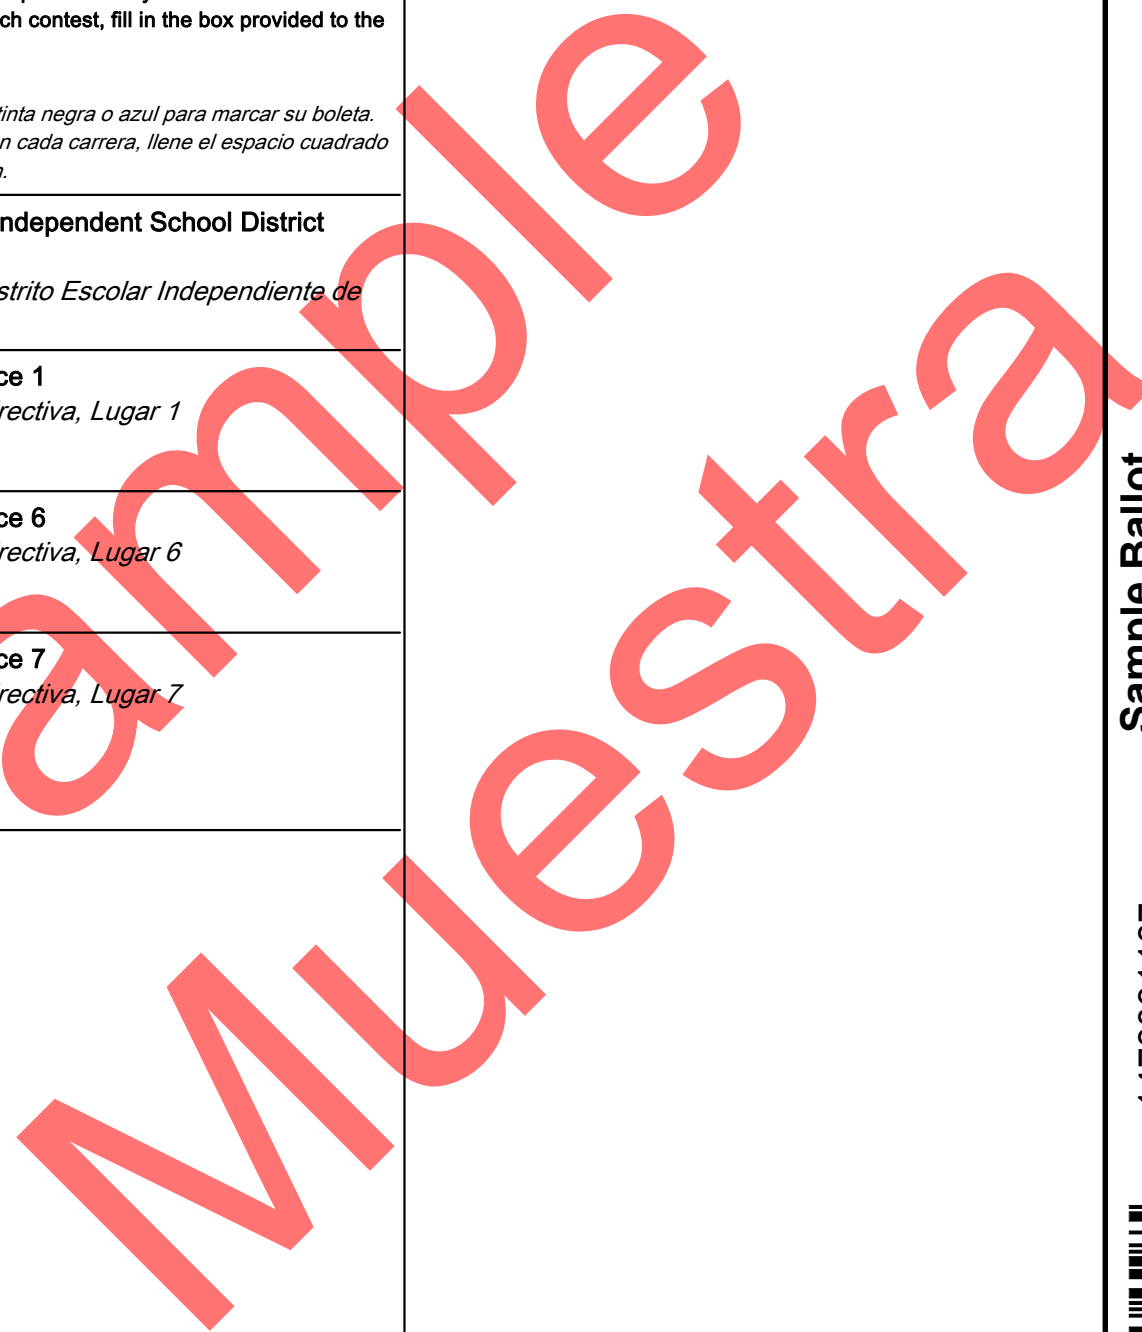 ch contest, fill in the box provided to the
tinta negra o azul para marcar su boleta.
n cada carrera, llene el espacio cuadrado
n.
ndependent School District
strito Escolar Independiente de
ce 1
rectiva, Lugar 1
ce 6
rectiva, Lugar 6
ce 7
rectiva, Lugar 7
ample
Muestra
Sample Ballot